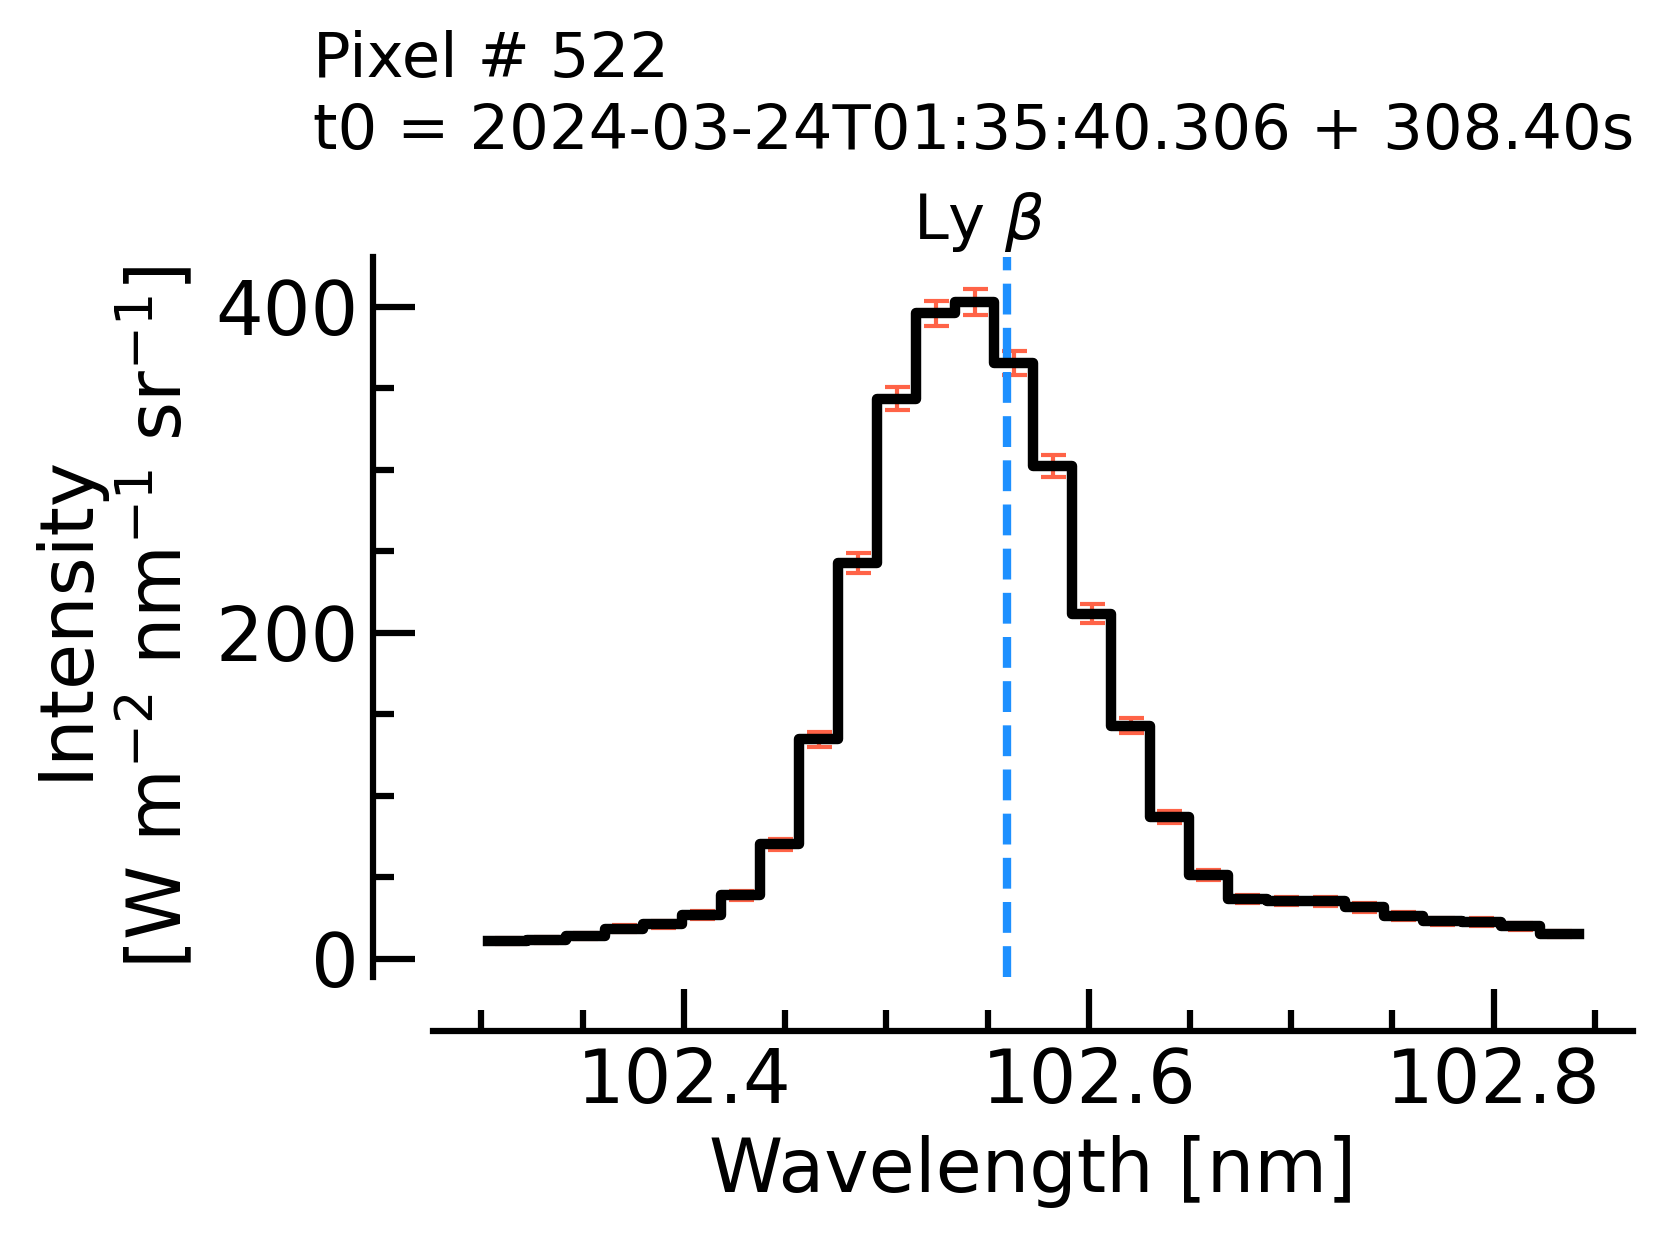 Pixel # 522
t0 = 2024-03-24T01:35:40.306 + 308.40s
Ly β
Intensity
[W m⁻² nm⁻¹ sr⁻¹]
400
200
0
102.4 102.6 102.8
Wavelength [nm]